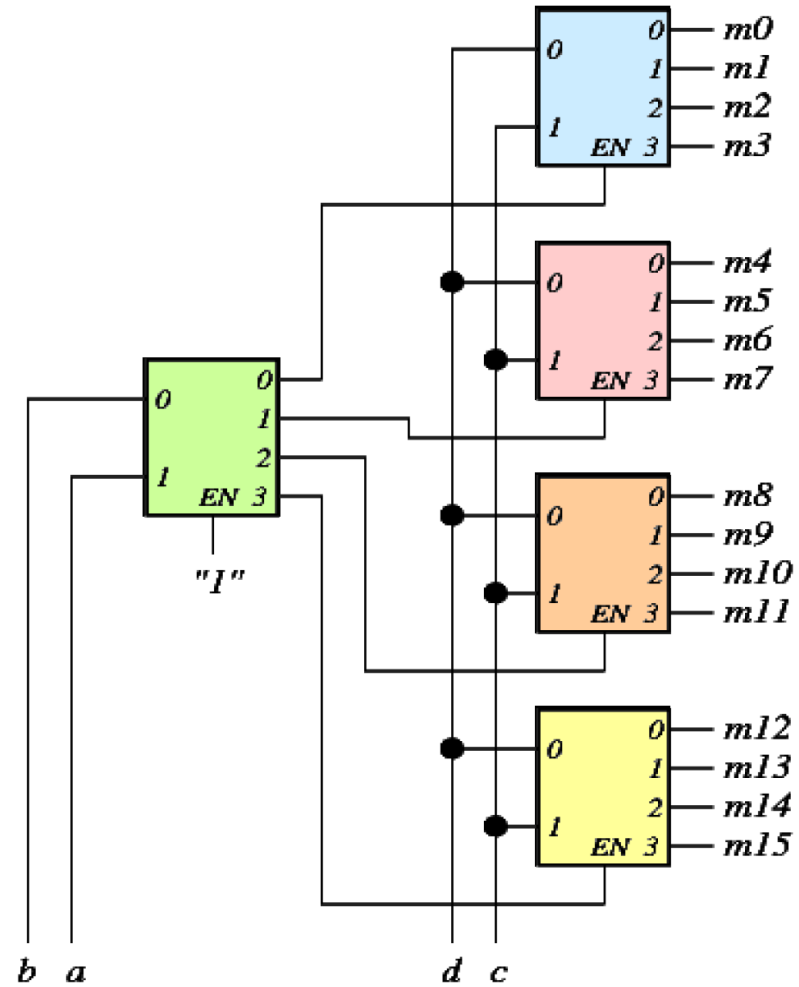 0 0 m0
1 m1
2 m2
1 EN 3 m3
0 0 m4
1 m5
2 m6
1 EN 3 m7
0 0
1
2
1 EN 3
"1"
0 0 m8
1 m9
2 m10
1 EN 3 m11
0 0 m12
1 m13
2 m14
1 EN 3 m15
b a d c